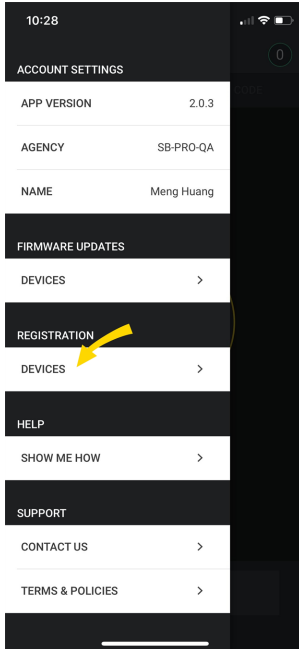 10:28
0
ACCOUNT SETTINGS
CODE
APP VERSION 2.0.3
AGENCY SB-PRO-QA
NAME Meng Huang
FIRMWARE UPDATES
DEVICES >
REGISTRATION
DEVICES >
HELP
SHOW ME HOW >
SUPPORT
CONTACT US >
TERMS & POLICIES >